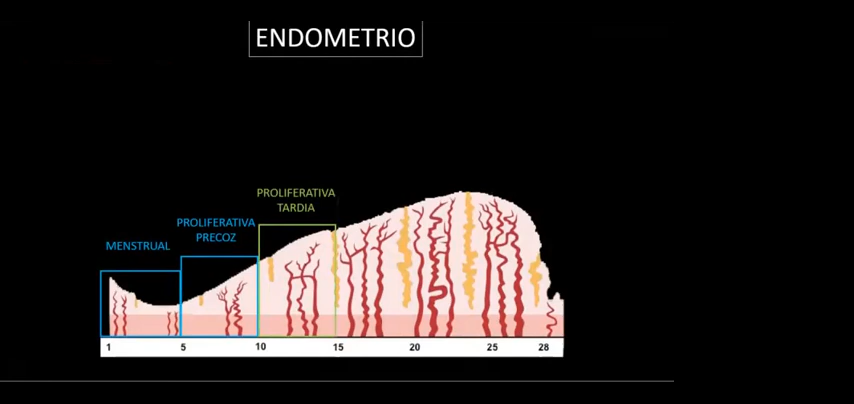 ENDOMETRIO
PROLIFERATIVA
TARDIA
PROLIFERATIVA
PRECOZ
MENSTRUAL
1 5 10 15 20 25 28